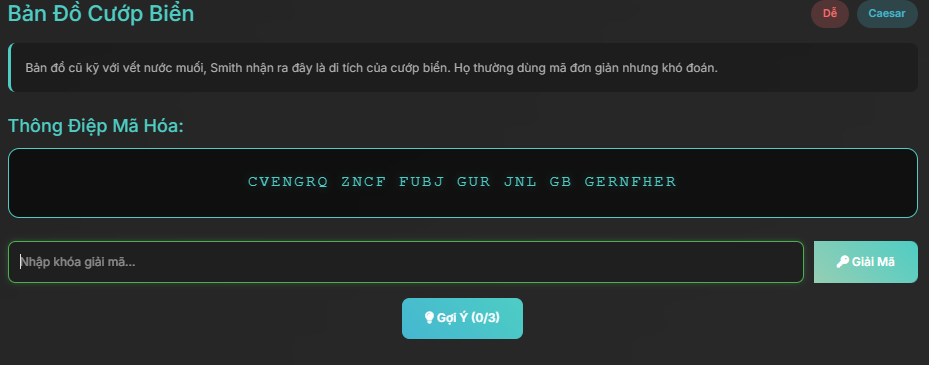 Bản Đồ Cướp Biển
Dễ
Caesar
Bản đồ cũ kỹ với vết nước muối, Smith nhận ra đây là di tích của cướp biển. Họ thường dùng mã đơn giản nhưng khó đoán.
Thông Điệp Mã Hóa:
CVENGRQ ZNCF FUBJ GUR JNL GB GERNFHER
Nhập khóa giải mã...
Giải Mã
Gợi Ý (0/3)